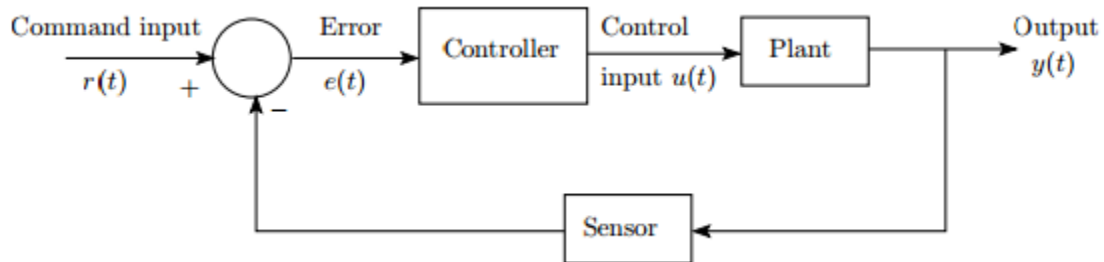 Command input
r(t)
+
−
Error
e(t)
Controller
Control
input u(t)
Plant
Output
y(t)
Sensor